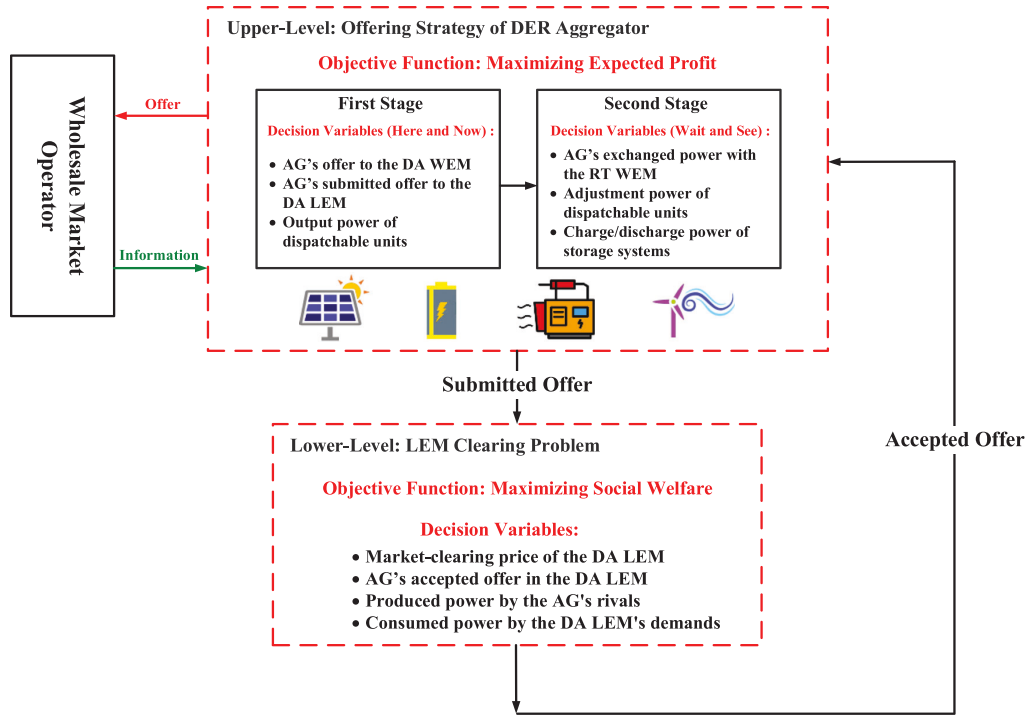 Upper-Level: Offering Strategy of DER Aggregator
Objective Function: Maximizing Expected Profit
Wholesale Market
Operator
Offer
Information
First Stage
Decision Variables (Here and Now) :
• AG's offer to the DA WEM
• AG's submitted offer to the
DA LEM
• Output power of
dispatchable units
Second Stage
Decision Variables (Wait and See) :
• AG's exchanged power with
the RT WEM
• Adjustment power of
dispatchable units
• Charge/discharge power of
storage systems
Submitted Offer
Accepted Offer
Lower-Level: LEM Clearing Problem
Objective Function: Maximizing Social Welfare
Decision Variables:
• Market-clearing price of the DA LEM
• AG's accepted offer in the DA LEM
• Produced power by the AG's rivals
• Consumed power by the DA LEM's demands